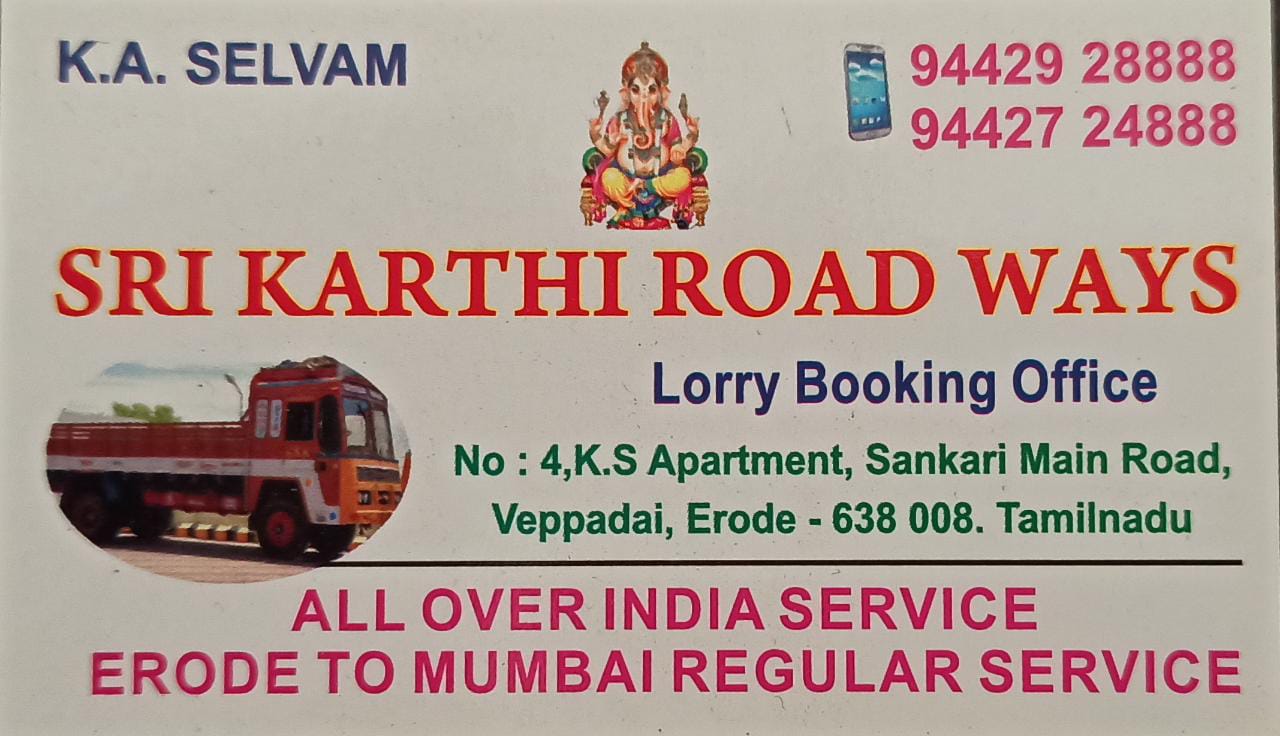 K.A. SELVAM
94429 28888
94427 24888
SRI KARTHI ROAD WAYS
Lorry Booking Office
No : 4,K.S Apartment, Sankari Main Road,
Veppadai, Erode - 638 008. Tamilnadu
ALL OVER INDIA SERVICE
ERODE TO MUMBAI REGULAR SERVICE